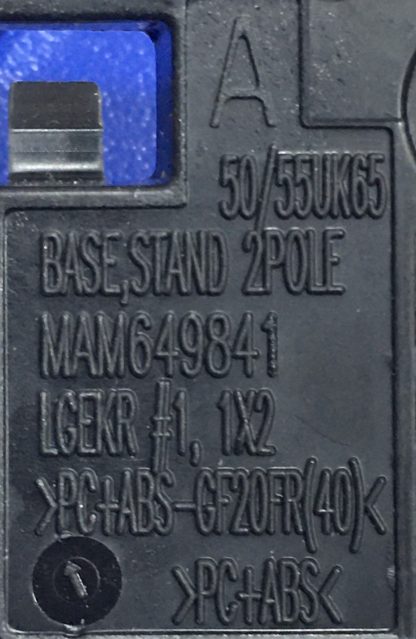 A
50/55UK65
BASE,STAND 2POLE
MAM649841
LGEKR #1, 1X2
>PC+ABS-GF20FR(40)<
>PC+ABS<